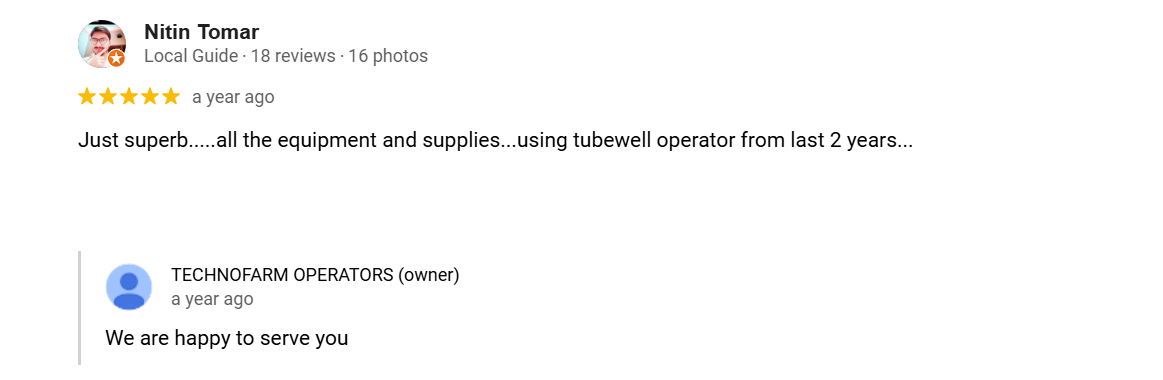 Nitin Tomar
Local Guide · 18 reviews · 16 photos
a year ago
Just superb.....all the equipment and supplies...using tubewell operator from last 2 years...
TECHNOFARM OPERATORS (owner)
a year ago
We are happy to serve you